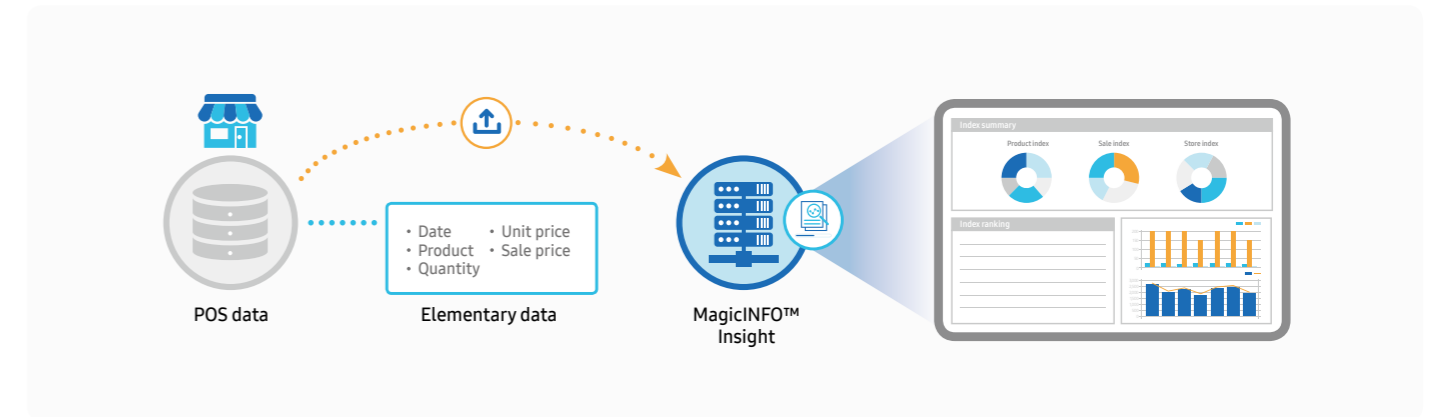 Index summary
Product index
Sale index
Store index
• Date
• Product
• Quantity
• Unit price
• Sale price
Index ranking
POS data
Elementary data
MagicINFO™
Insight